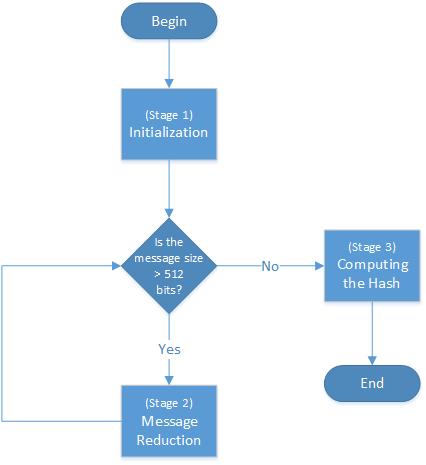 Begin
(Stage 1)
Initialization
Is the
message size
> 512
bits?
No
(Stage 3)
Computing
the Hash
Yes
End
(Stage 2)
Message
Reduction